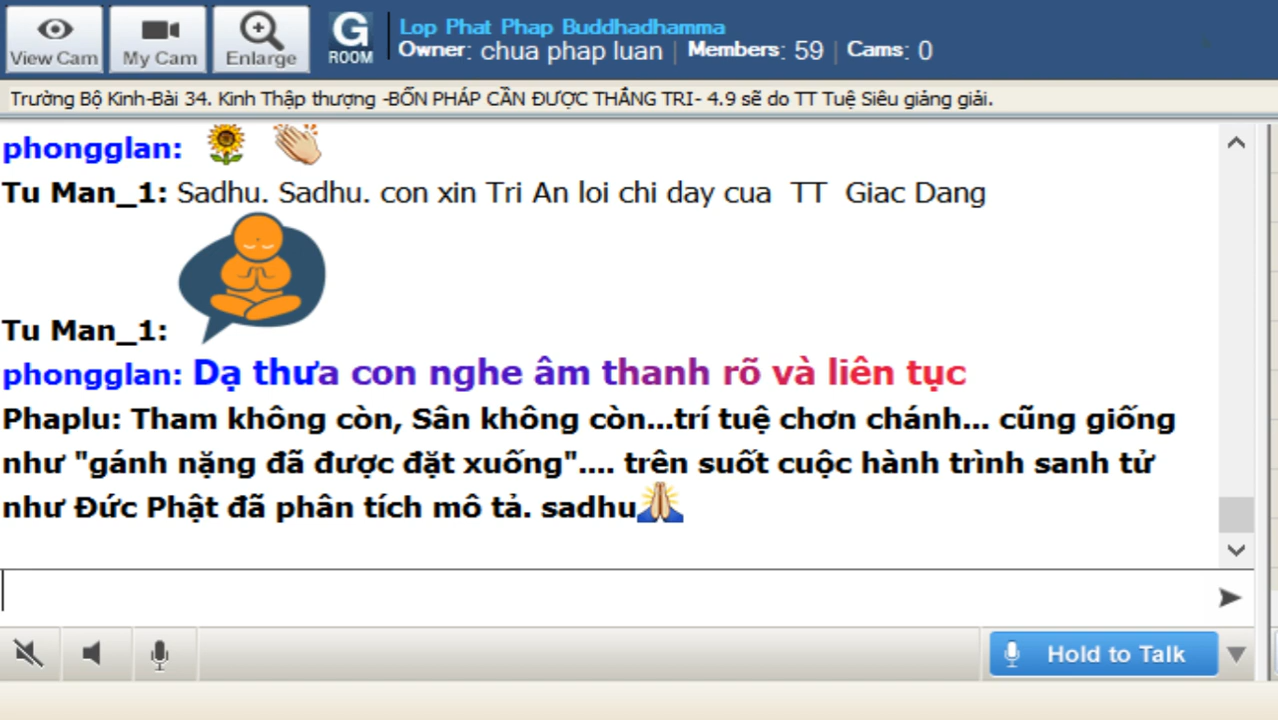 View Cam
My Cam
Enlarge
G
ROOM
Lop Phat Phap Buddhadhamma
Owner: chua phap luan | Members: 59 | Cams: 0
Trường Bộ Kinh-Bài 34. Kinh Thập thượng -BỐN PHÁP CẦN ĐƯỢC THẮNG TRI- 4.9 sẽ do TT Tuệ Siêu giảng giải.
phongglan:
Tu Man_1: Sadhu. Sadhu. con xin Tri An loi chi day cua TT Giac Dang
Tu Man_1:
phongglan: Dạ thưa con nghe âm thanh rõ và liên tục
Phaplu: Tham không còn, Sân không còn...trí tuệ chơn chánh... cũng giống
như "gánh nặng đã được đặt xuống".... trên suốt cuộc hành trình sanh tử
như Đức Phật đã phân tích mô tả. sadhu
Hold to Talk